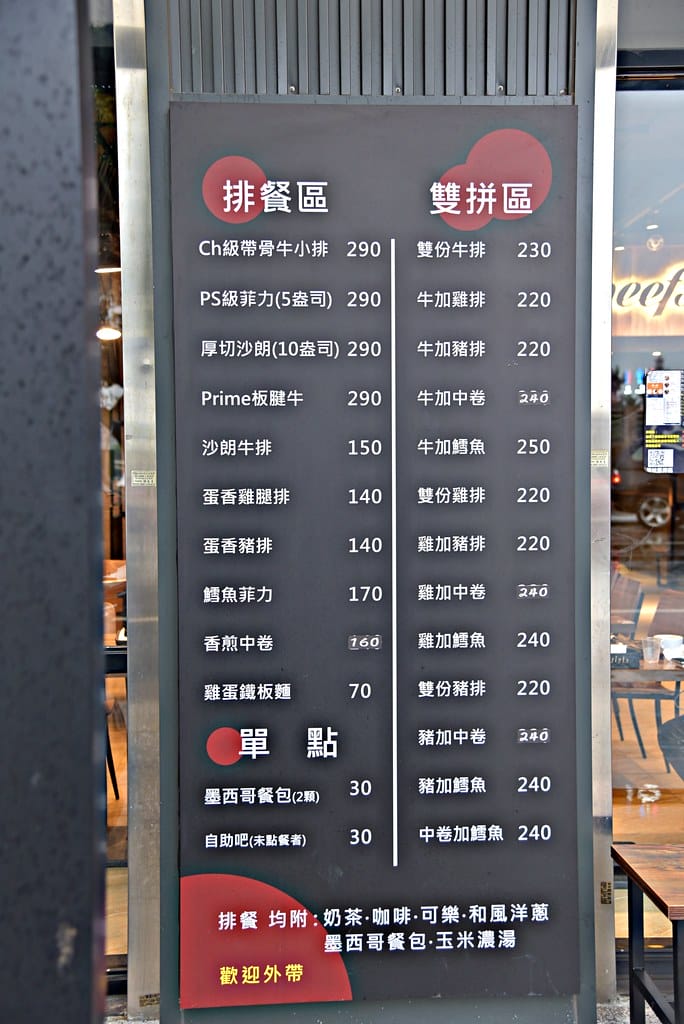 排餐區
Ch級帶骨牛小排 290
PS級菲力(5盎司) 290
厚切沙朗(10盎司) 290
Prime板腱牛 290
沙朗牛排 150
蛋香雞腿排 140
蛋香豬排 140
鱈魚菲力 170
香煎中卷 160
雞蛋鐵板麵 70
單 點
墨西哥餐包(2顆) 30
自助吧(未點餐者) 30
雙拼區
雙份牛排 230
牛加雞排 220
牛加豬排 220
牛加中卷 240
牛加鱈魚 250
雙份雞排 220
雞加豬排 220
雞加中卷 240
雞加鱈魚 240
雙份豬排 220
豬加中卷 240
豬加鱈魚 240
中卷加鱈魚 240
排餐 均附:奶茶·咖啡·可樂·和風洋蔥
墨西哥餐包·玉米濃湯
歡迎外帶